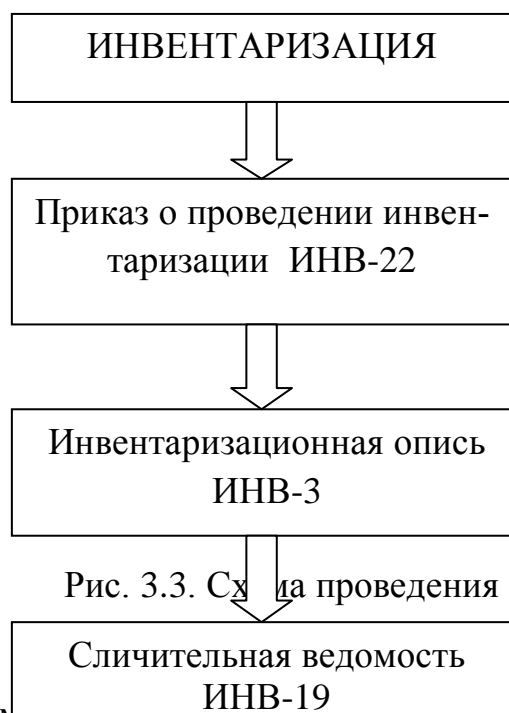 ИНВЕНТАРИЗАЦИЯ
Приказ о проведении инвен-
таризации ИНВ-22
Инвентаризационная опись
ИНВ-3
Рис. 3.3. проведения
Сличительная ведомость
ИНВ-19